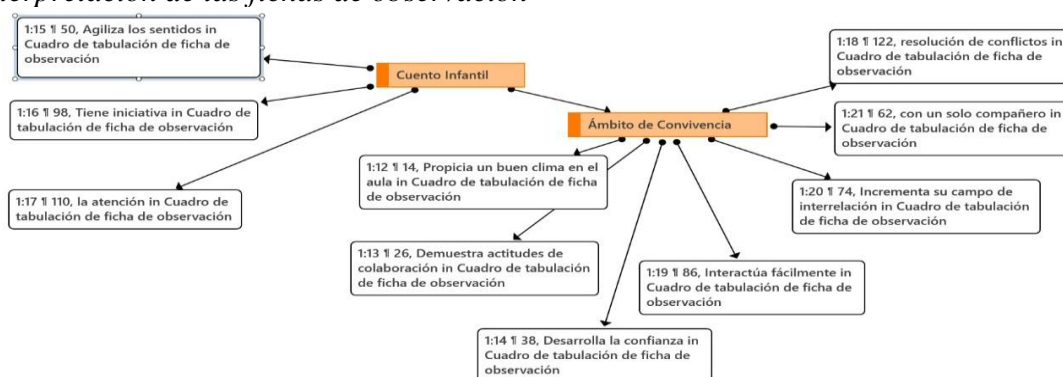 nterpretación de las fichas de observación
1:15 ¶ 50, Agiliza los sentidos in
Cuadro de tabulación de ficha de
observación
Cuento Infantil
1:18 ¶ 122, resolución de conflictos in
Cuadro de tabulación de ficha de
observación
1:16 ¶ 98, Tiene iniciativa in Cuadro de
tabulación de ficha de observación
1:21 ¶ 62, con un solo compañero in
Cuadro de tabulación de ficha de
observación
Ámbito de Convivencia
1:12 ¶ 14, Propicia un buen clima en el
aula in Cuadro de tabulación de ficha
de observación
1:17 ¶ 110, la atención in Cuadro de
tabulación de ficha de observación
1:20 ¶ 74, Incrementa su campo de
interrelación in Cuadro de tabulación
de ficha de observación
1:13 ¶ 26, Demuestra actitudes de
colaboración in Cuadro de tabulación
de ficha de observación
1:19 ¶ 86, Interactúa fácilmente in
Cuadro de tabulación de ficha de
observación
1:14 ¶ 38, Desarrolla la confianza in
Cuadro de tabulación de ficha de
observación